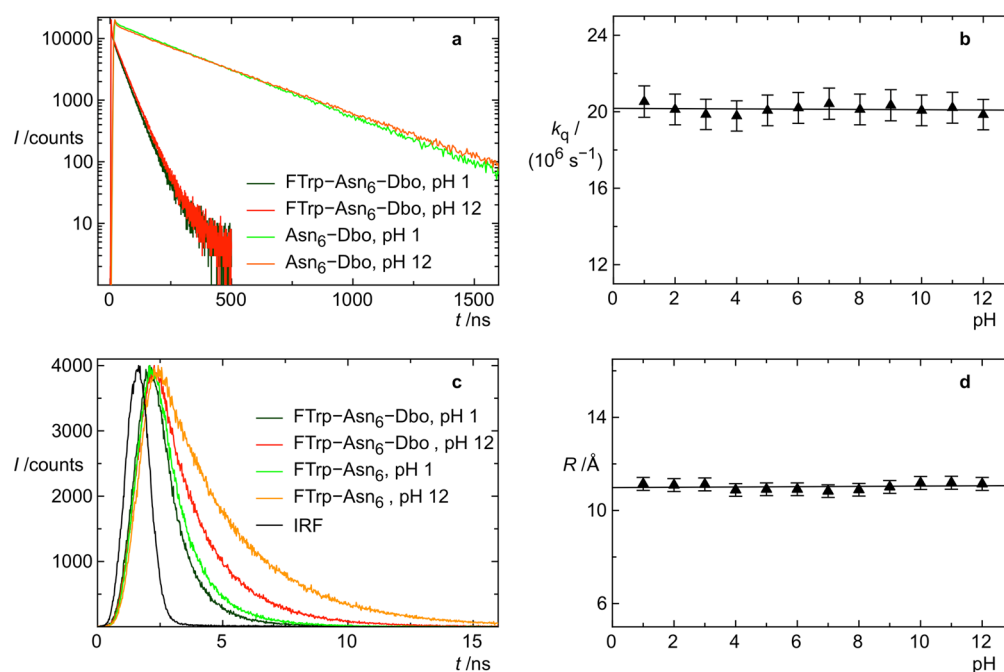 a
10000
1000
I /counts
100
10
FTrp−Asn6−Dbo, pH 1
FTrp−Asn6−Dbo, pH 12
Asn6−Dbo, pH 1
Asn6−Dbo, pH 12
0
500
1000
1500
t /ns
b
24
20
kq /
(10⁶ s⁻¹)
16
12
0
2
4
6
8
10
12
pH
c
4000
3000
I /counts
2000
1000
FTrp−Asn6−Dbo, pH 1
FTrp−Asn6−Dbo , pH 12
FTrp−Asn6, pH 1
FTrp−Asn6 , pH 12
IRF
0
5
10
15
t /ns
d
14
R /Å
10
6
0
2
4
6
8
10
12
pH